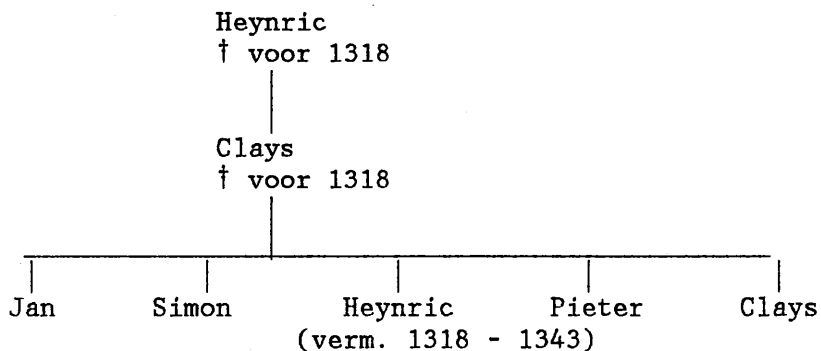 Heynric
† voor 1318
Clays
† voor 1318
Jan Simon Heynric Pieter Clays
(verm. 1318 - 1343)